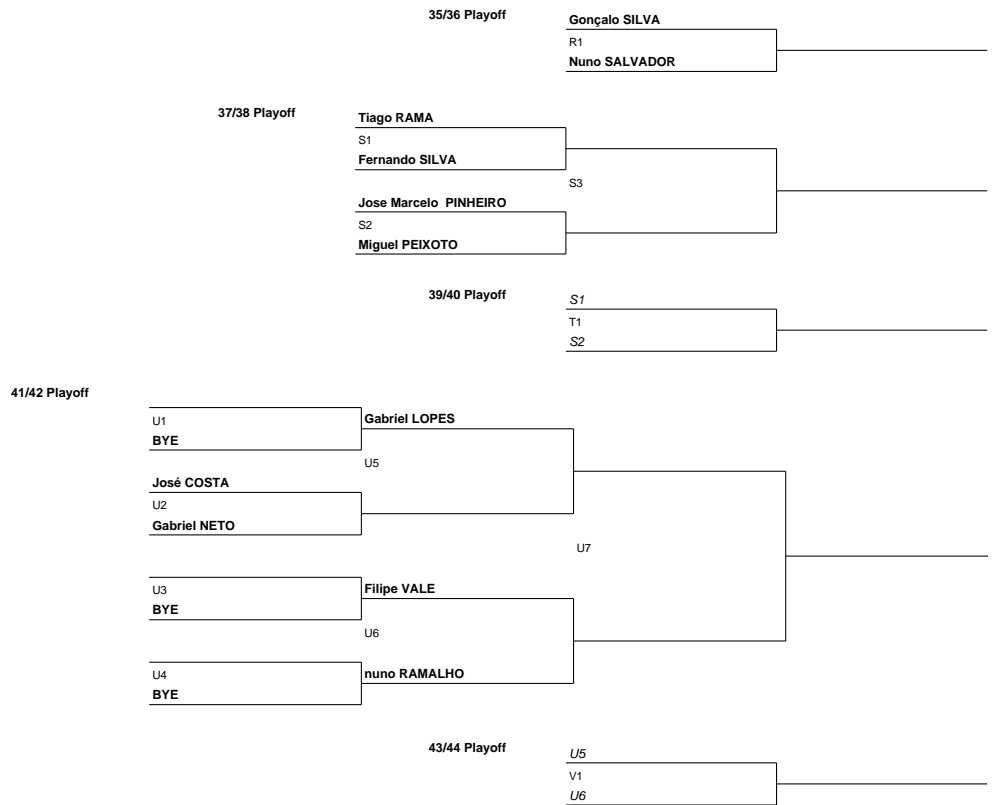 35/36 Playoff
Gonçalo SILVA
R1
Nuno SALVADOR
37/38 Playoff
Tiago RAMA
S1
Fernando SILVA
S3
Jose Marcelo  PINHEIRO
S2
Miguel PEIXOTO
39/40 Playoff
S1
T1
S2
41/42 Playoff
U1
BYE
Gabriel LOPES
U5
José COSTA
U2
Gabriel NETO
U7
U3
BYE
Filipe VALE
U6
U4
BYE
nuno RAMALHO
43/44 Playoff
U5
V1
U6